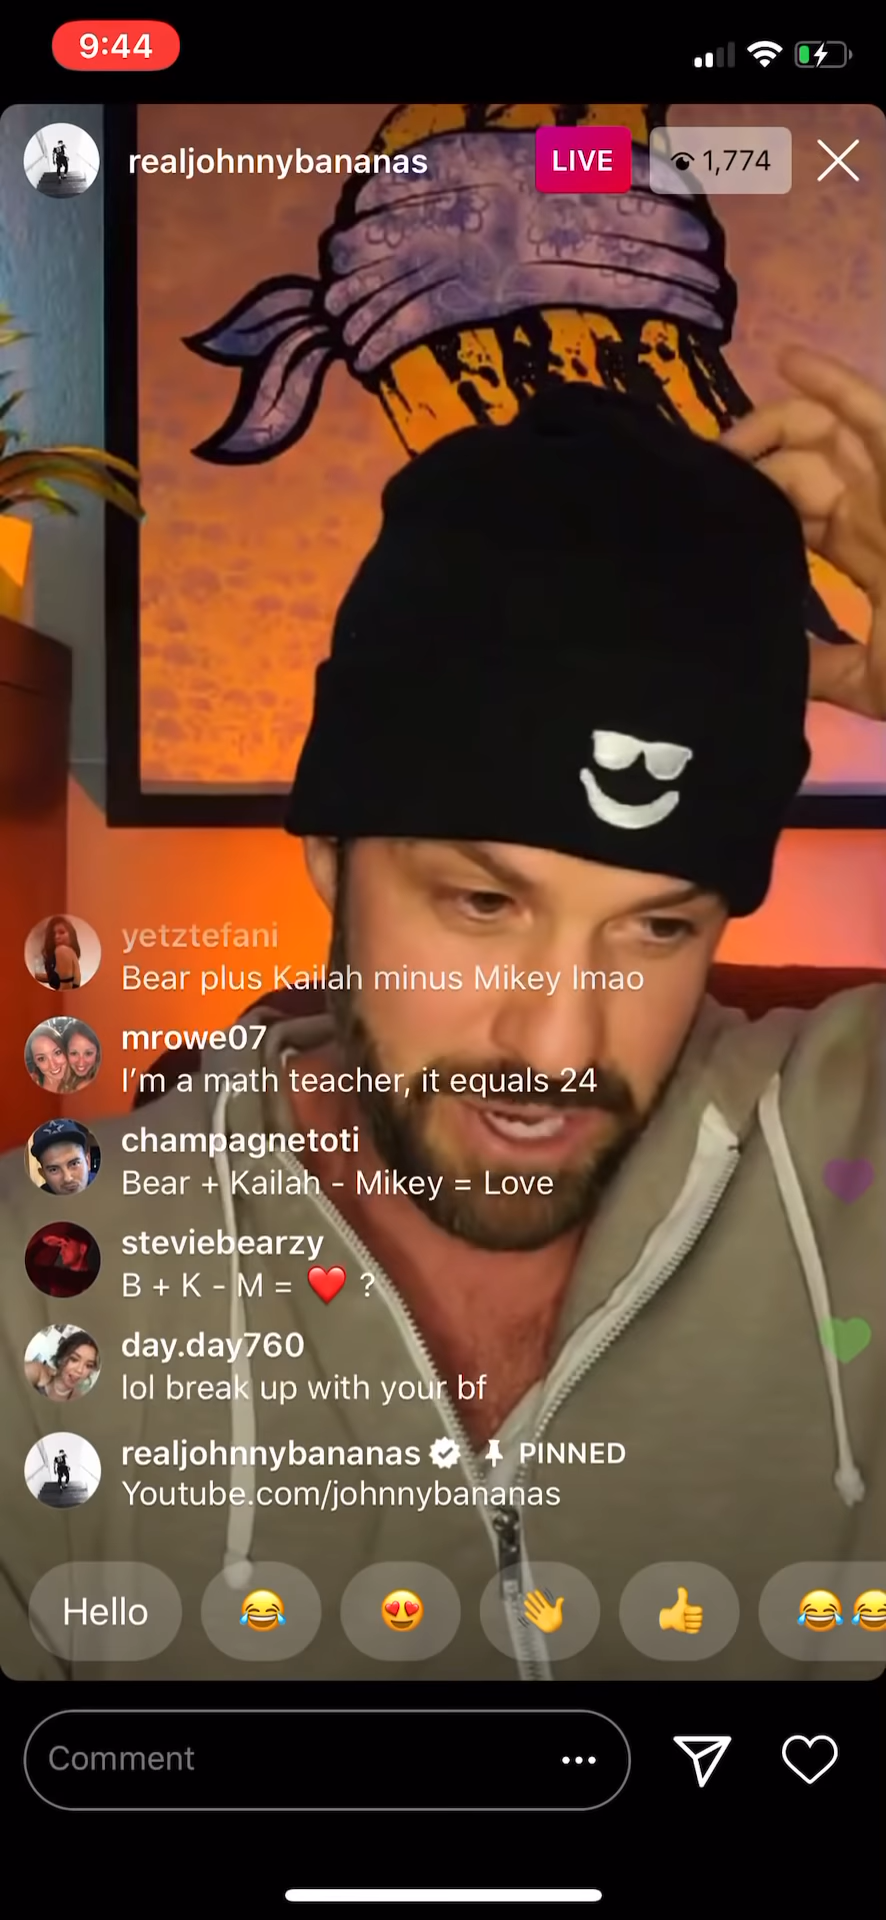 9:44
realjohnnybananas LIVE 1,774
yetztefani
Bear plus Kailah minus Mikey lmao
mrowe07
I'm a math teacher, it equals 24
champagnetoti
Bear + Kailah - Mikey = Love
steviebearzy
B + K - M = ❤️ ?
day.day760
lol break up with your bf
realjohnnybananas PINNED
Youtube.com/johnnybananas
Hello 😂 😍 👋 👍 😂😂
Comment